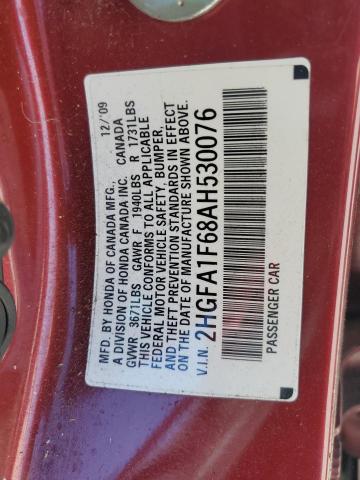 MFD. BY HONDA OF CANADA MFG., 12/'09
A DIVISION OF HONDA CANADA INC. CANADA
GVWR 3671LBS GAWR F 1940LBS R 1731LBS
THIS VEHICLE CONFORMS TO ALL APPLICABLE
FEDERAL MOTOR VEHICLE SAFETY, BUMPER,
AND THEFT PREVENTION STANDARDS IN EFFECT
ON THE DATE OF MANUFACTURE SHOWN ABOVE.
V.I.N. 2HGFA1F68AH530076
PASSENGER CAR